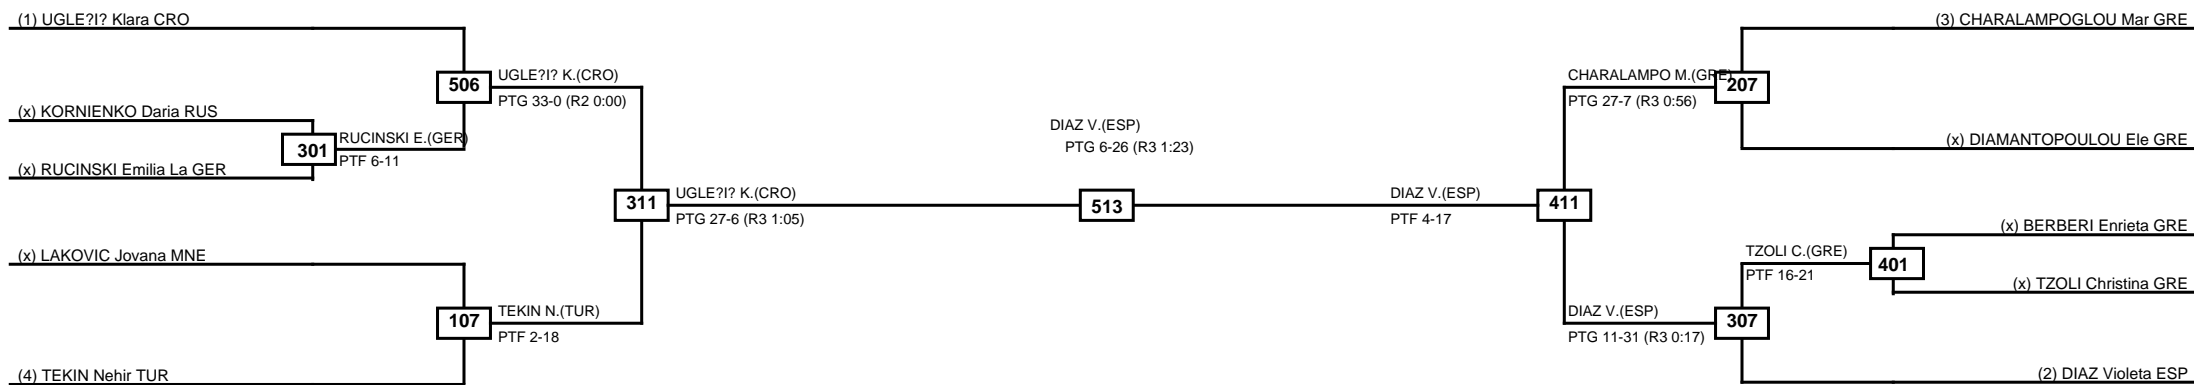 (1) UGLE?I? Klara CRO
(3) CHARALAMPOGLOU Mar GRE
506
UGLE?I? K.(CRO)
PTG 33-0 (R2 0:00)
CHARALAMPO M.(GRE)
207
PTG 27-7 (R3 0:56)
(x) KORNIENKO Daria RUS
301
RUCINSKI E.(GER)
PTF 6-11
DIAZ V.(ESP)
PTG 6-26 (R3 1:23)
(x) DIAMANTOPOULOU Ele GRE
(x) RUCINSKI Emilia La GER
311
UGLE?I? K.(CRO)
PTG 27-6 (R3 1:05)
513
DIAZ V.(ESP)
PTF 4-17
411
(x) BERBERI Enrieta GRE
(x) LAKOVIC Jovana MNE
TZOLI C.(GRE)
PTF 16-21
401
(x) TZOLI Christina GRE
107
TEKIN N.(TUR)
PTF 2-18
DIAZ V.(ESP)
PTG 11-31 (R3 0:17)
307
(4) TEKIN Nehir TUR
(2) DIAZ Violeta ESP